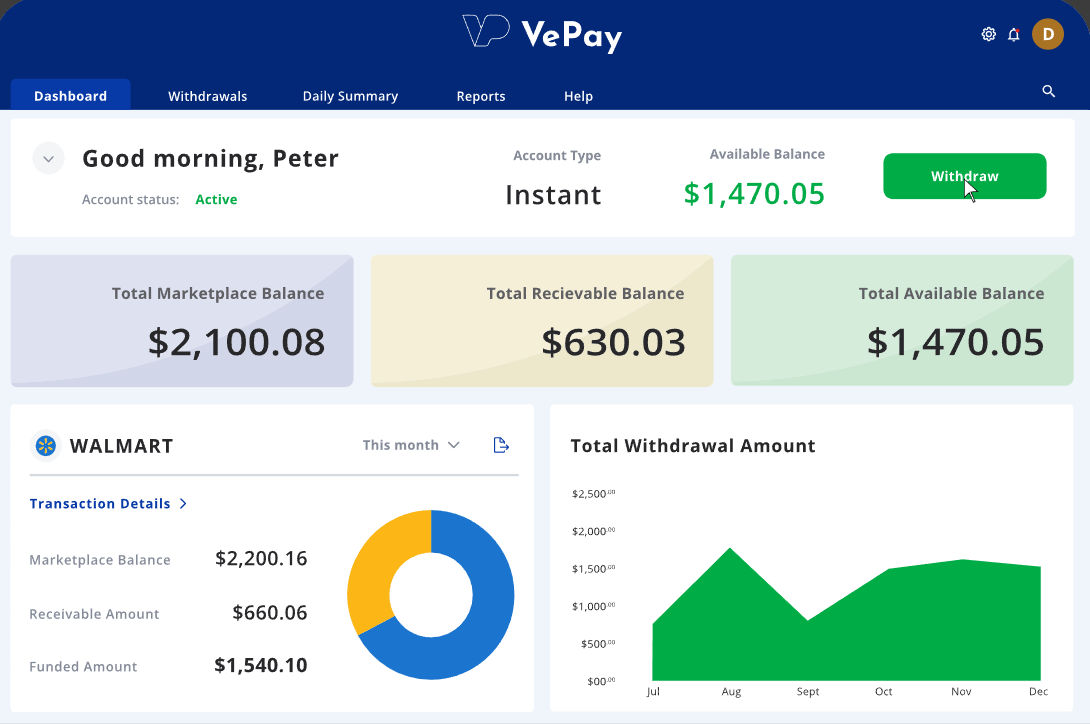 VP VePay
D
Dashboard Withdrawals Daily Summary Reports Help
Good morning, Peter
Account status: Active
Account Type
Instant
Available Balance
$1,470.05
Withdraw
Total Marketplace Balance
$2,100.08
Total Recievable Balance
$630.03
Total Available Balance
$1,470.05
WALMART
This month
Transaction Details >
Marketplace Balance $2,200.16
Receivable Amount $660.06
Funded Amount $1,540.10
Total Withdrawal Amount
$2,500.00
$2,000.00
$1,500.00
$1,000.00
$500.00
$00.00
Jul Aug Sept Oct Nov Dec